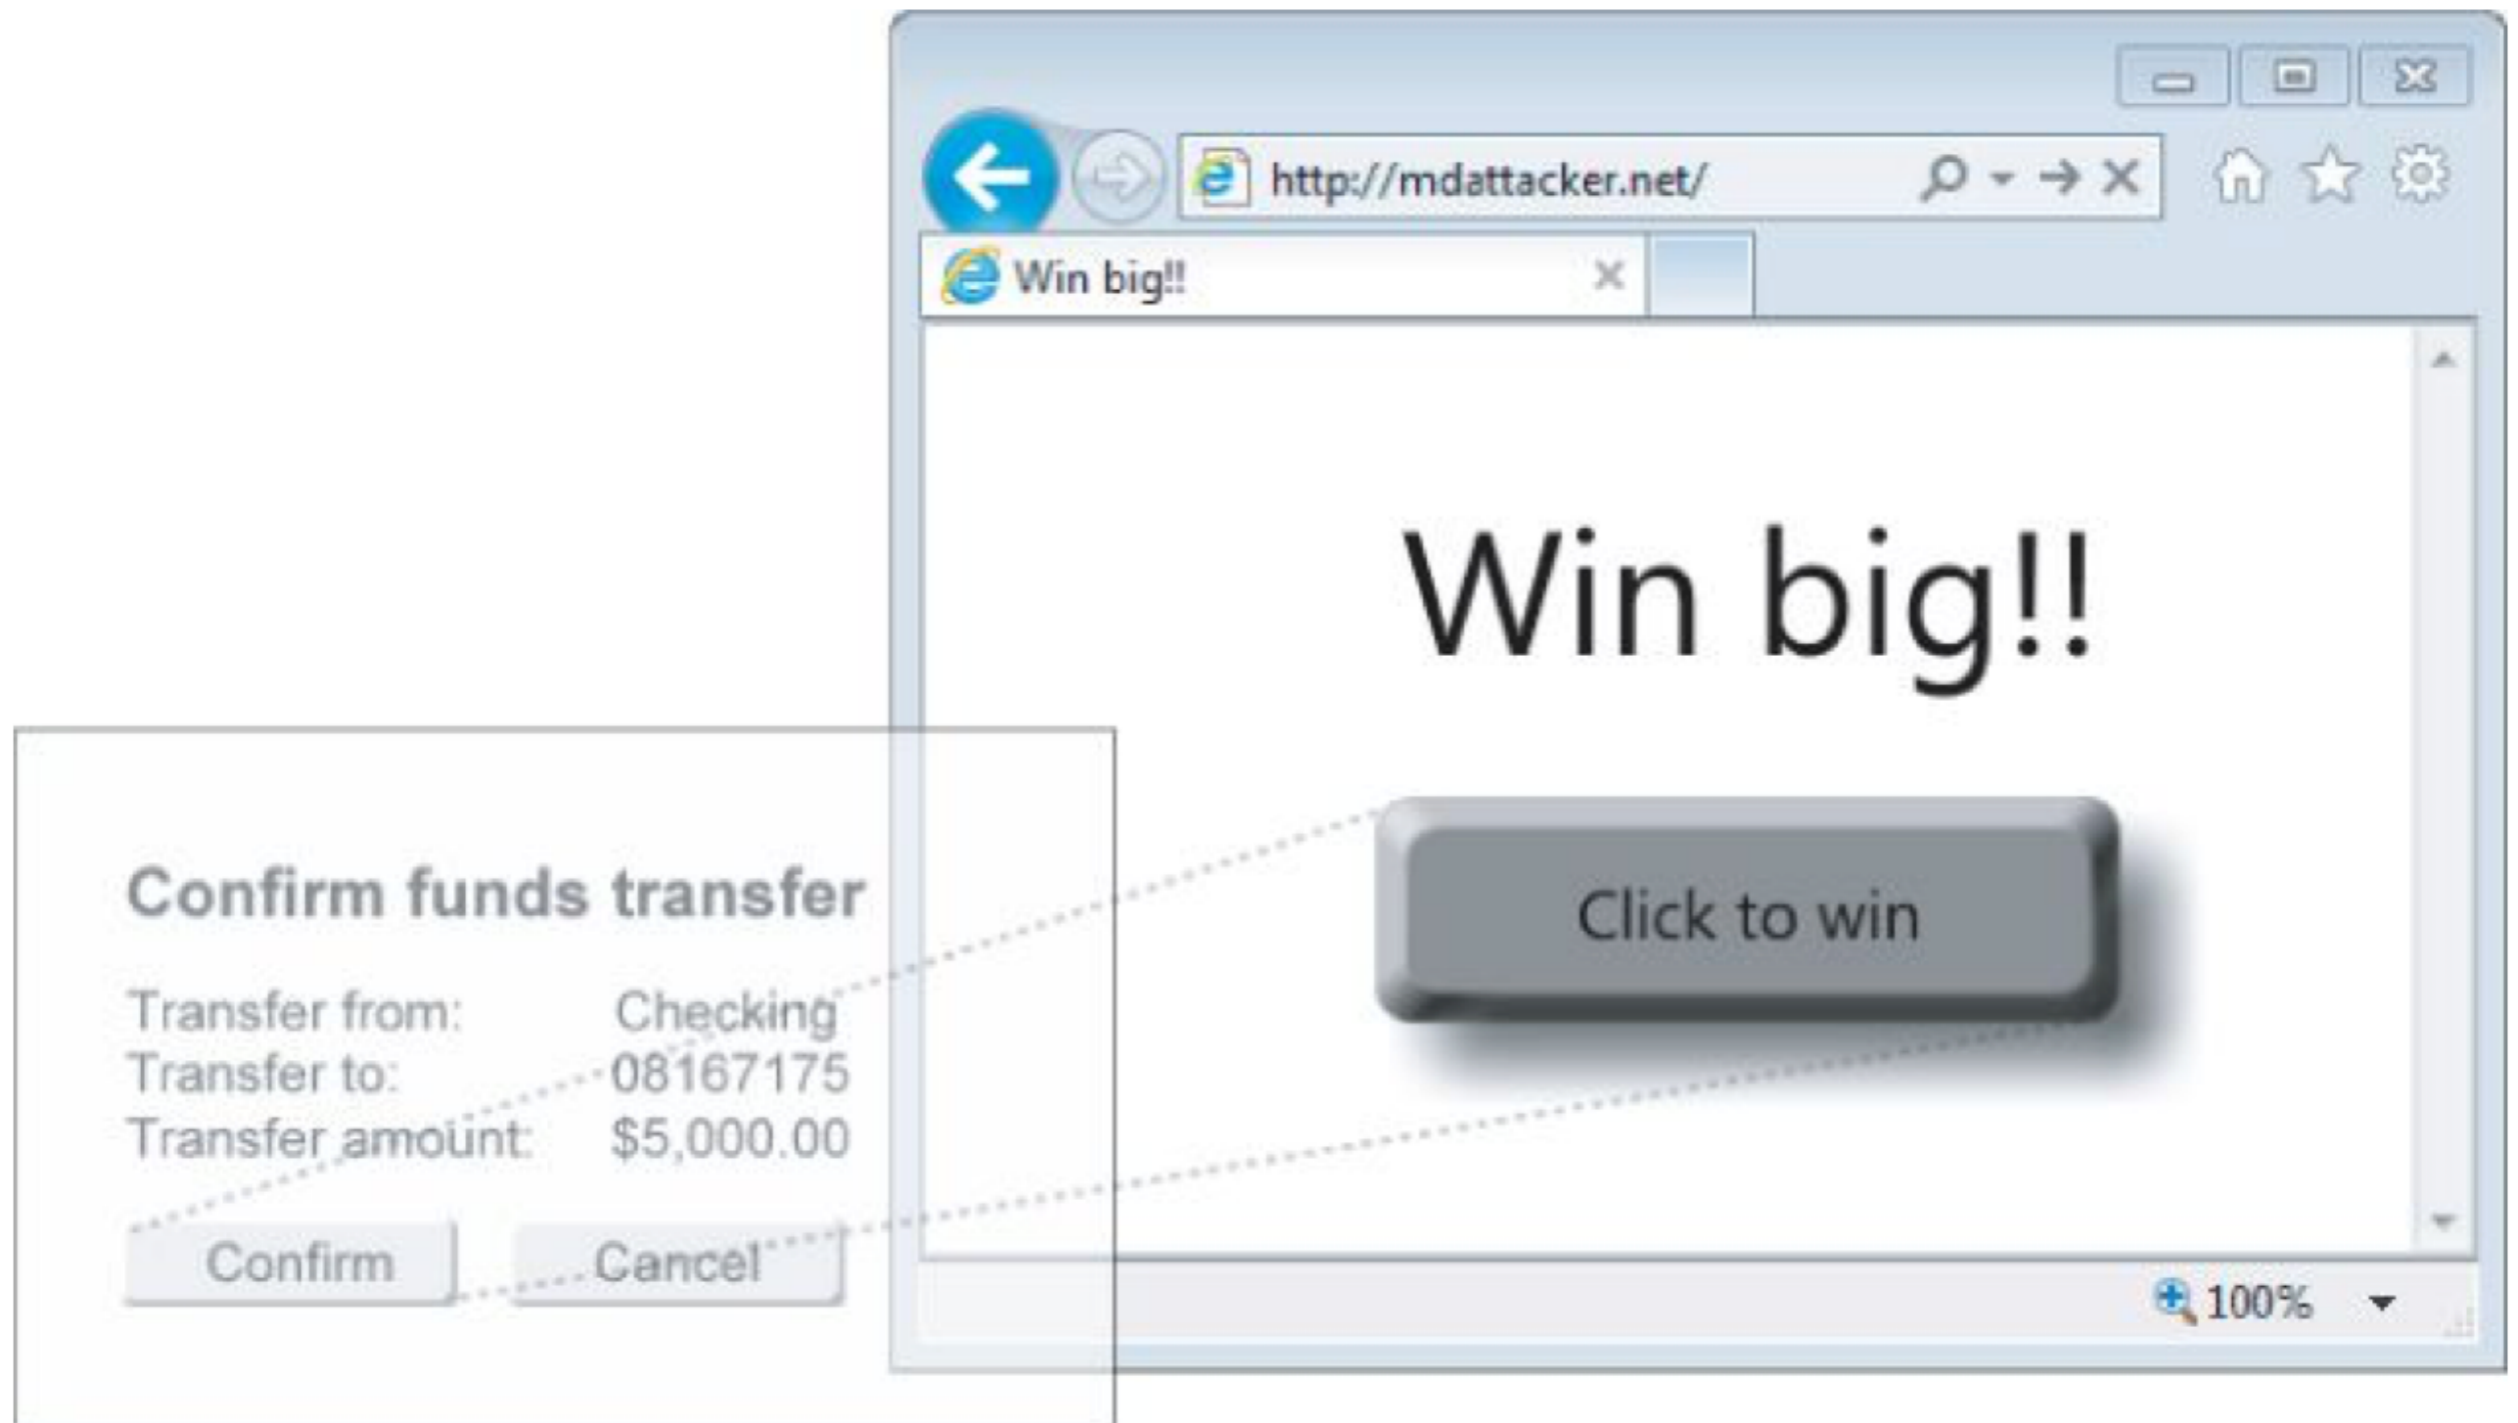 http://mdattacker.net/
Win big!!
Win big!!
Click to win
Confirm funds transfer
Transfer from: Checking
Transfer to: 08167175
Transfer amount: $5,000.00
Confirm Cancel
100%